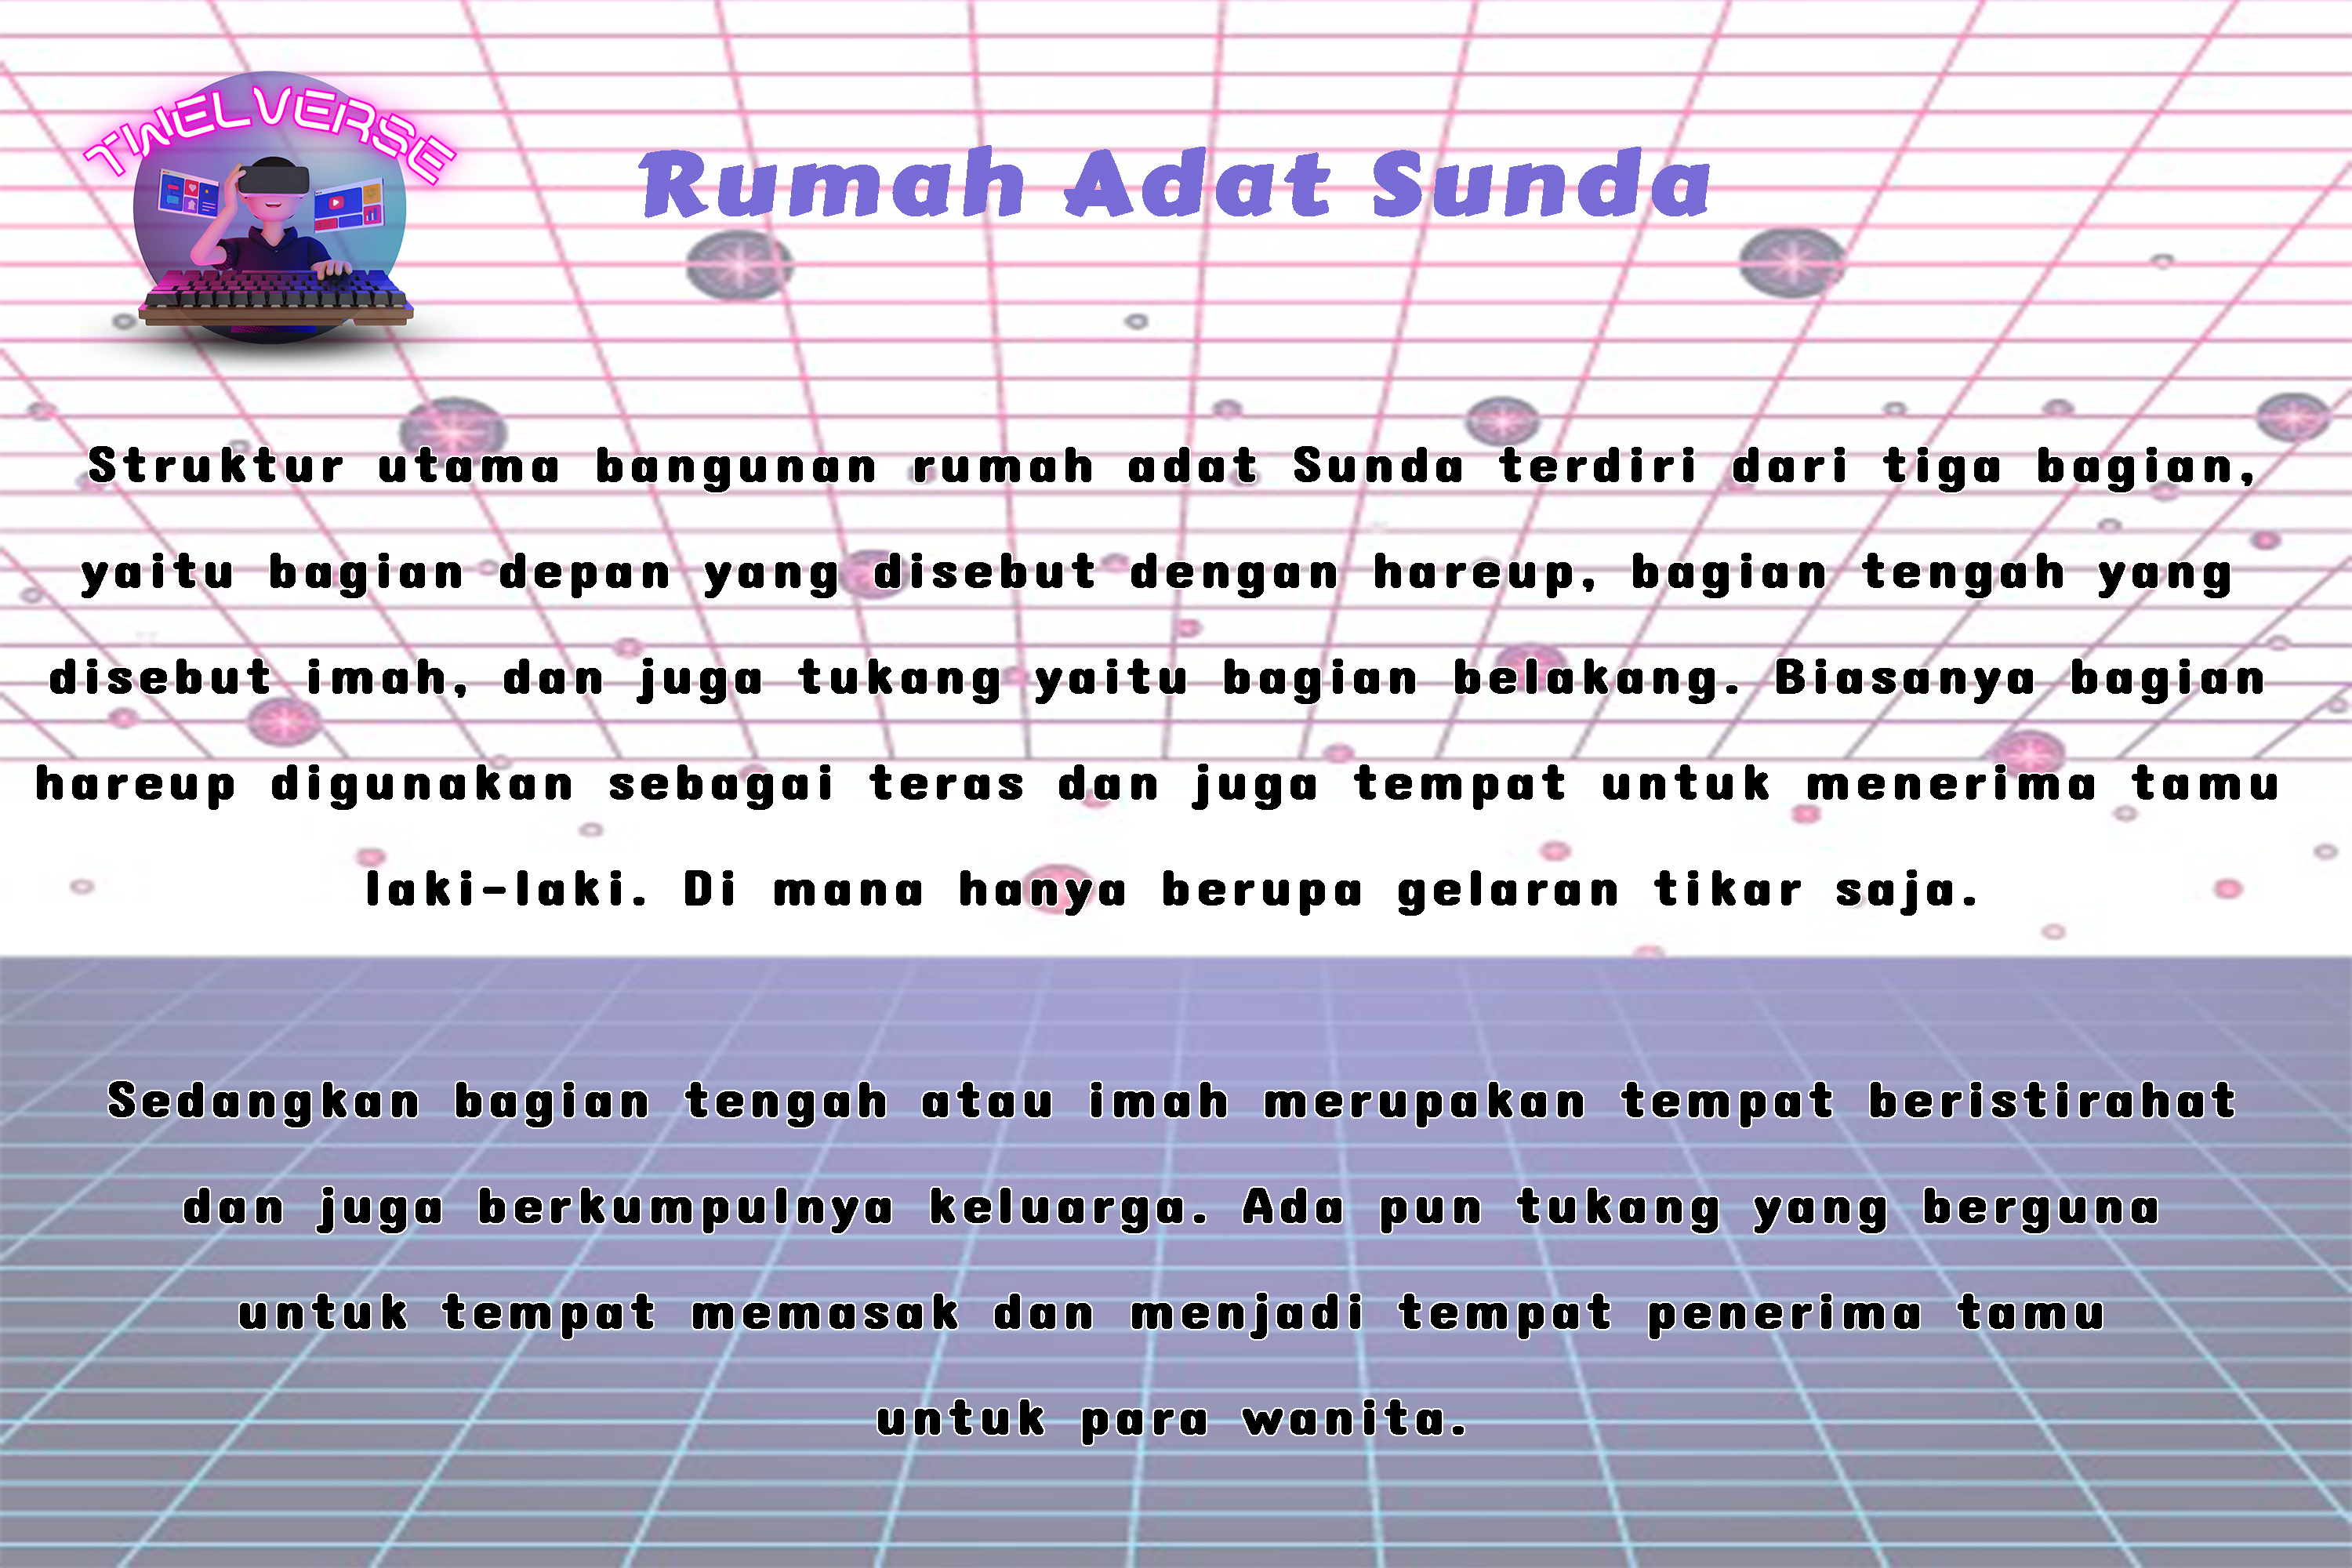 TWELVERSE
Rumah Adat Sunda
Struktur utama bangunan rumah adat Sunda terdiri dari tiga bagian,
yaitu bagian depan yang disebut dengan hareup, bagian tengah yang
disebut imah, dan juga tukang yaitu bagian belakang. Biasanya bagian
hareup digunakan sebagai teras dan juga tempat untuk menerima tamu
laki-laki. Di mana hanya berupa gelaran tikar saja.
Sedangkan bagian tengah atau imah merupakan tempat beristirahat
dan juga berkumpulnya keluarga. Ada pun tukang yang berguna
untuk tempat memasak dan menjadi tempat penerima tamu
untuk para wanita.